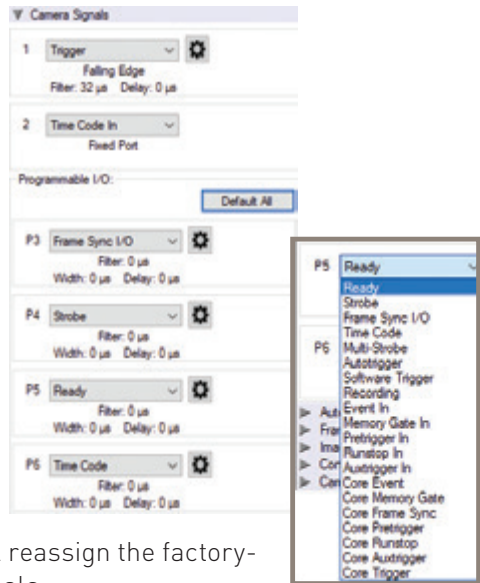 Camera Signals
1 Trigger
Falling Edge
Filter: 32 µs Delay: 0 µs
2 Time Code In
Fixed Port
Programmable I/O:
Default All
P3 Frame Sync I/O
Filter: 0 µs
Width: 0 µs Delay: 0 µs
P4 Strobe
Filter: 0 µs
Width: 0 µs Delay: 0 µs
P5 Ready
Filter: 0 µs
Width: 0 µs Delay: 0 µs
P6 Time Code
Filter: 0 µs
Width: 0 µs Delay: 0 µs
P5 Ready
Ready
Strobe
Frame Sync I/O
Time Code
P6 Multi-Strobe
Autotrigger
Software Trigger
Recording
Event In
Memory Gate In
Pretrigger In
Runstop In
Auxtrigger In
Core Event
Core Memory Gate
Core Frame Sync
Core Pretrigger
Core Runstop
Core Auxtrigger
Core Trigger
reassign the factory-